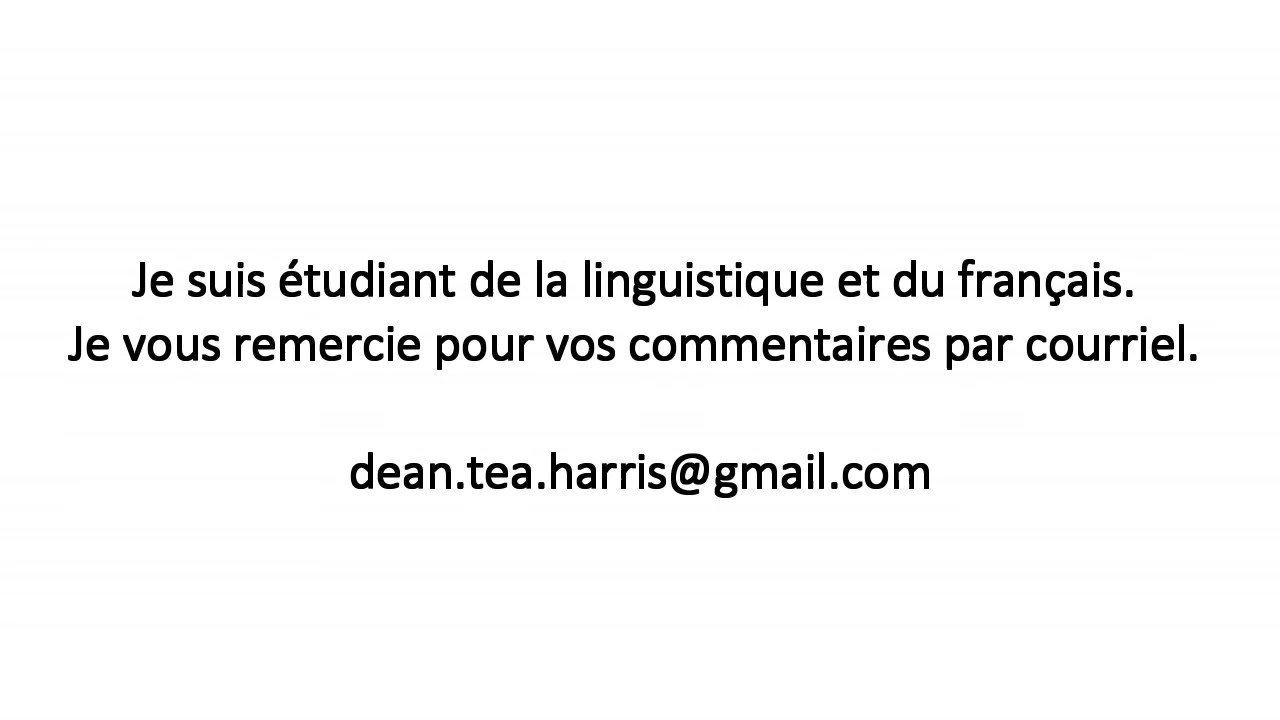 Je suis étudiant de la linguistique et du français.
Je vous remercie pour vos commentaires par courriel.
dean.tea.harris@gmail.com